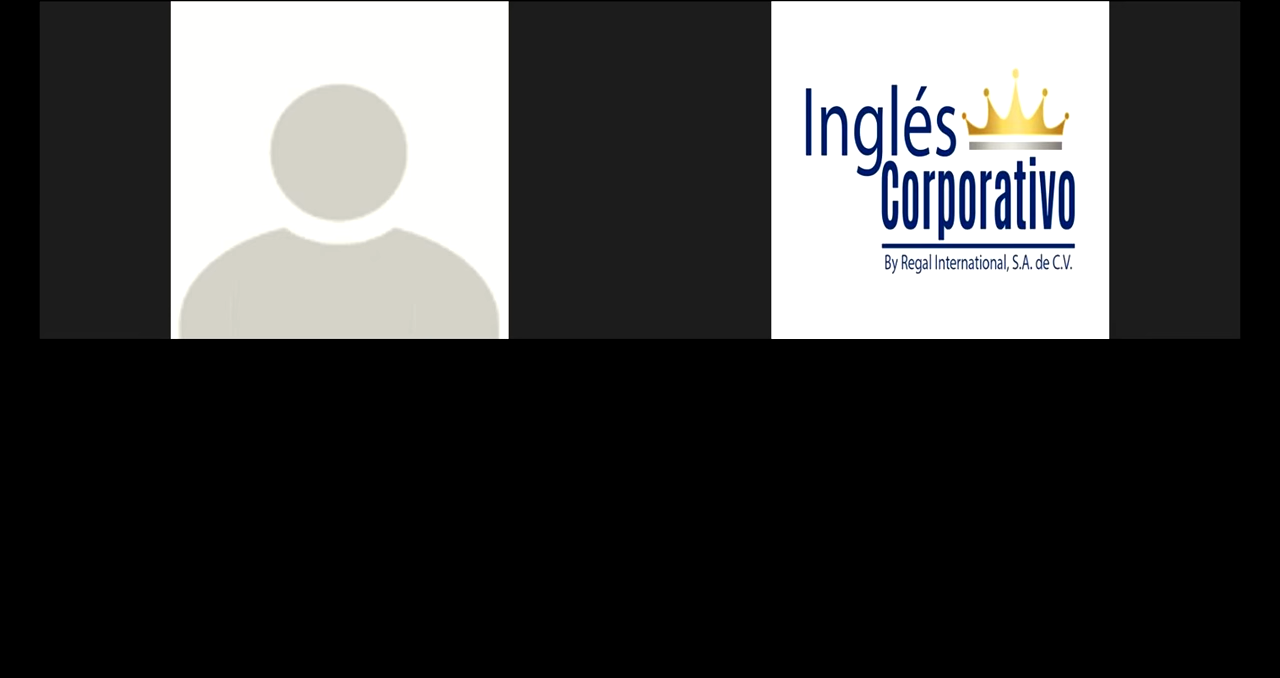 Inglés
Corporativo
By Regal International, S.A. de C.V.